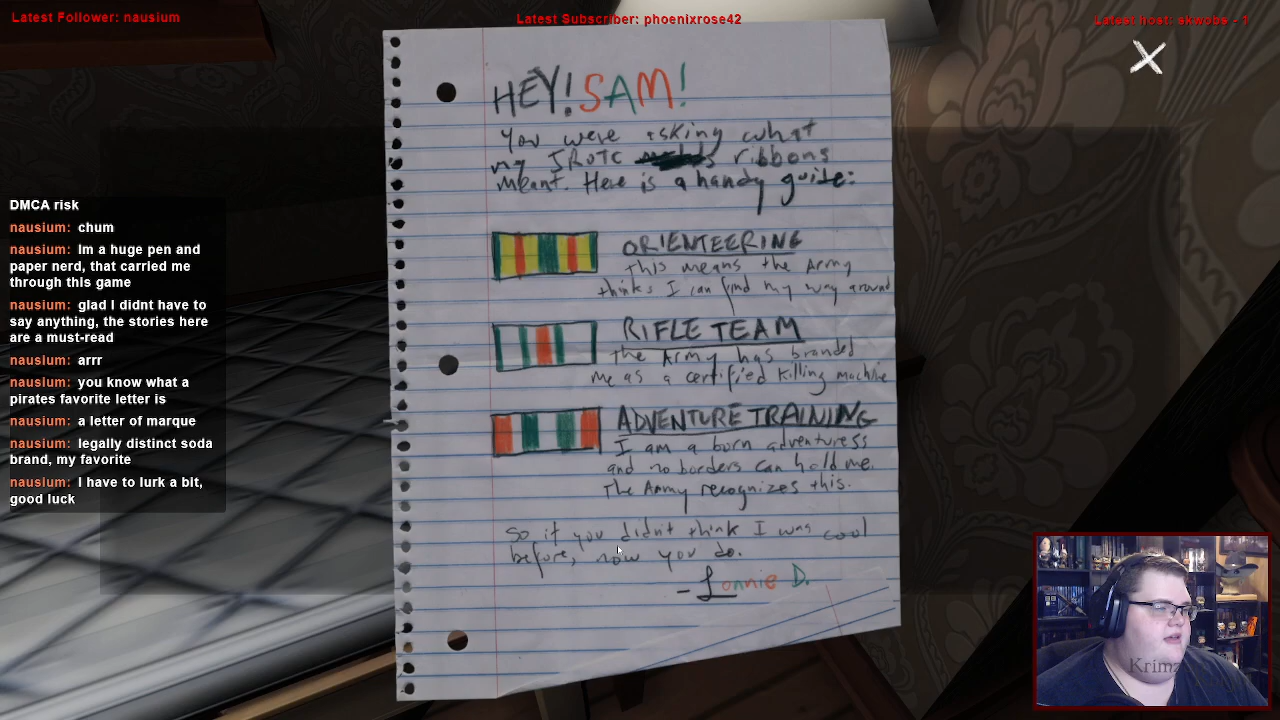 Latest Follower: nausium
Latest Subscriber: phoenixrose42
Latest host: skwobs - 1
HEY! SAM!
You were asking what
my JROTC ribbons
meant. Here is a handy guide:
ORIENTEERING
This means the Army
thinks I can find my way around
RIFLE TEAM
The Army has branded
me as a certified killing machine
ADVENTURE TRAINING
I am a born adventuress
and no borders can hold me.
The Army recognizes this.
So if you didn't think I was cool
before, now you do.
- Lonnie D.
DMCA risk
nausium: chum
nausium: Im a huge pen and
paper nerd, that carried me
through this game
nausium: glad I didnt have to
say anything, the stories here
are a must-read
nausium: arrr
nausium: you know what a
pirates favorite letter is
nausium: a letter of marque
nausium: legally distinct soda
brand, my favorite
nausium: I have to lurk a bit,
good luck